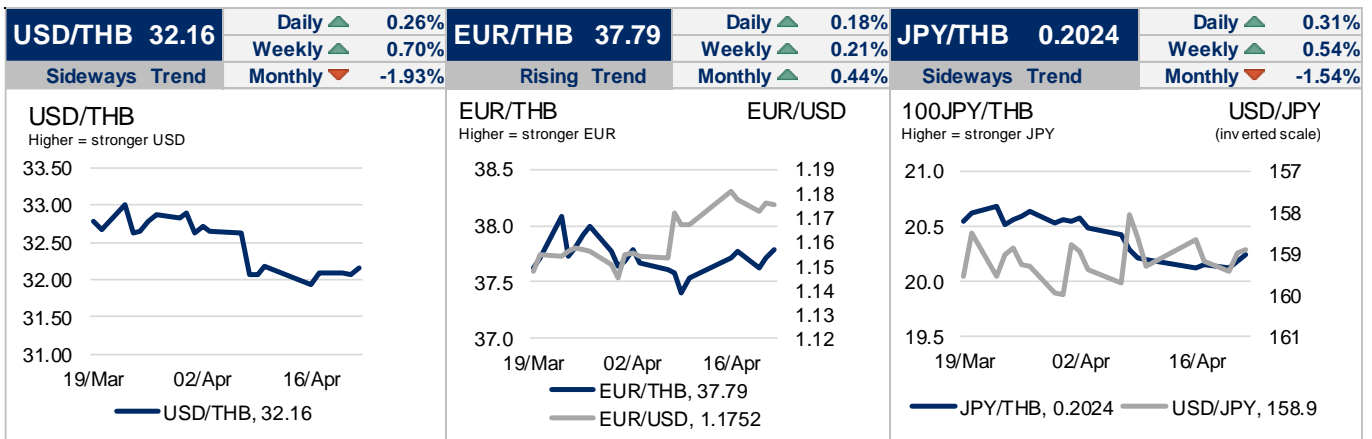 USD/THB 32.16
Daily 0.26%
Weekly 0.70%
Sideways Trend
Monthly -1.93%
USD/THB
Higher = stronger USD
33.50
33.00
32.50
32.00
31.50
31.00
19/Mar 02/Apr 16/Apr
USD/THB, 32.16
EUR/THB 37.79
Daily 0.18%
Weekly 0.21%
Rising Trend
Monthly 0.44%
EUR/THB EUR/USD
Higher = stronger EUR
38.5 1.19
1.18
38.0 1.17
1.16
37.5 1.15
1.14
1.13
37.0 1.12
19/Mar 02/Apr 16/Apr
EUR/THB, 37.79
EUR/USD, 1.1752
JPY/THB 0.2024
Daily 0.31%
Weekly 0.54%
Sideways Trend
Monthly -1.54%
100JPY/THB USD/JPY
Higher = stronger JPY (inverted scale)
21.0 157
158
20.5
159
20.0
160
19.5 161
19/Mar 02/Apr 16/Apr
JPY/THB, 0.2024 USD/JPY, 158.9